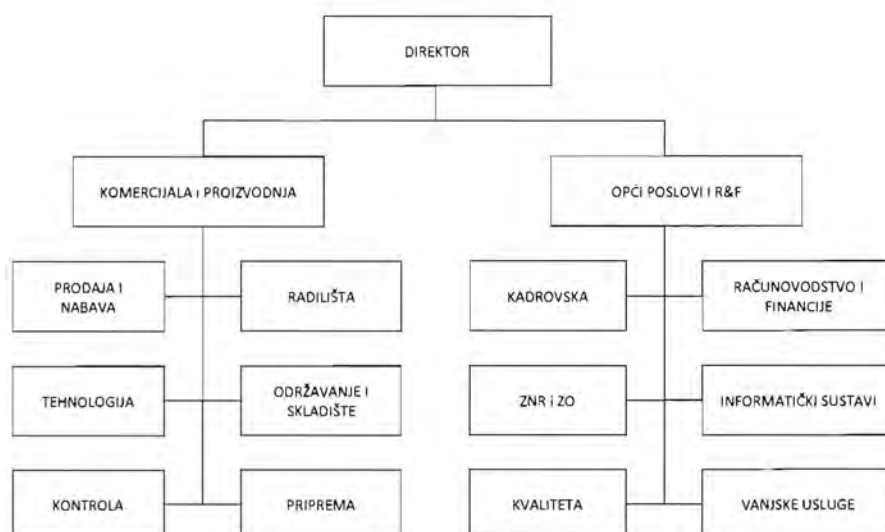 DIREKTOR
KOMERCIJALA i PROIZVODNJA
OPĆI POSLOVI I R&F
PRODAJA I
NABAVA
RADILIŠTA
KADROVSKA
RAČUNOVODSTVO I
FINANCIJE
TEHNOLOGIJA
ODRŽAVANJE I
SKLADIŠTE
ZNR i ZO
INFORMATIČKI SUSTAVI
KONTROLA
PRIPREMA
KVALITETA
VANJSKE USLUGE